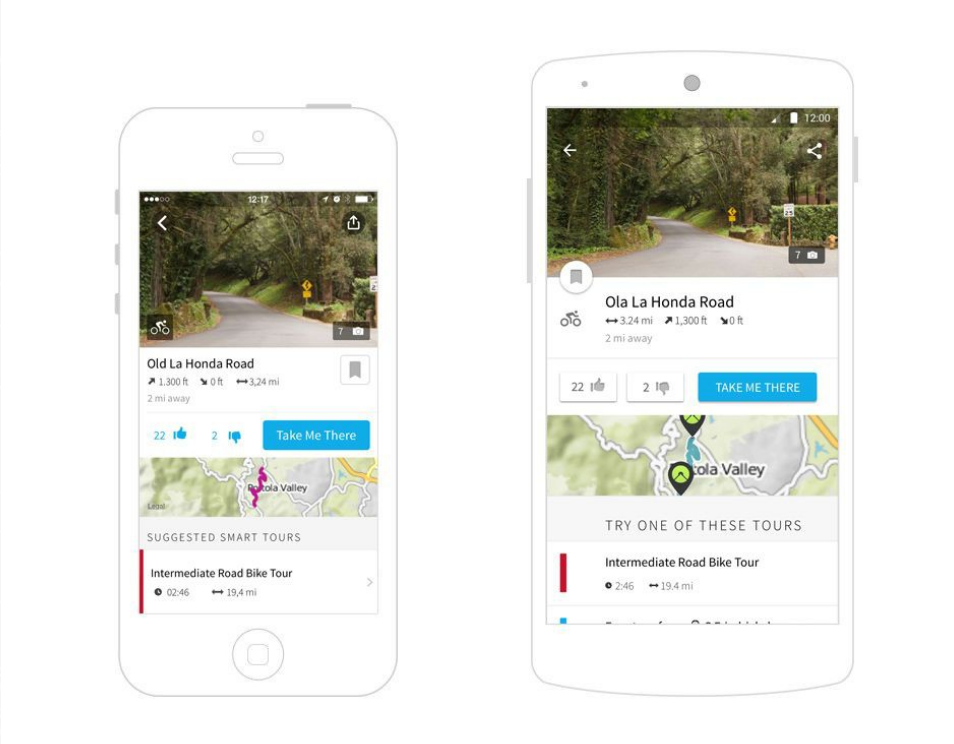 12:17
7
Old La Honda Road
1.300 ft 0 ft 3,24 mi
2 mi away
22 2 Take Me There
Portola Valley
Legal
SUGGESTED SMART TOURS
Intermediate Road Bike Tour
02:46 19,4 mi
12:00
7
Ola La Honda Road
3.24 mi 1,300 ft 0 ft
2 mi away
22 2 TAKE ME THERE
tola Valley
TRY ONE OF THESE TOURS
Intermediate Road Bike Tour
2:46 19.4 mi